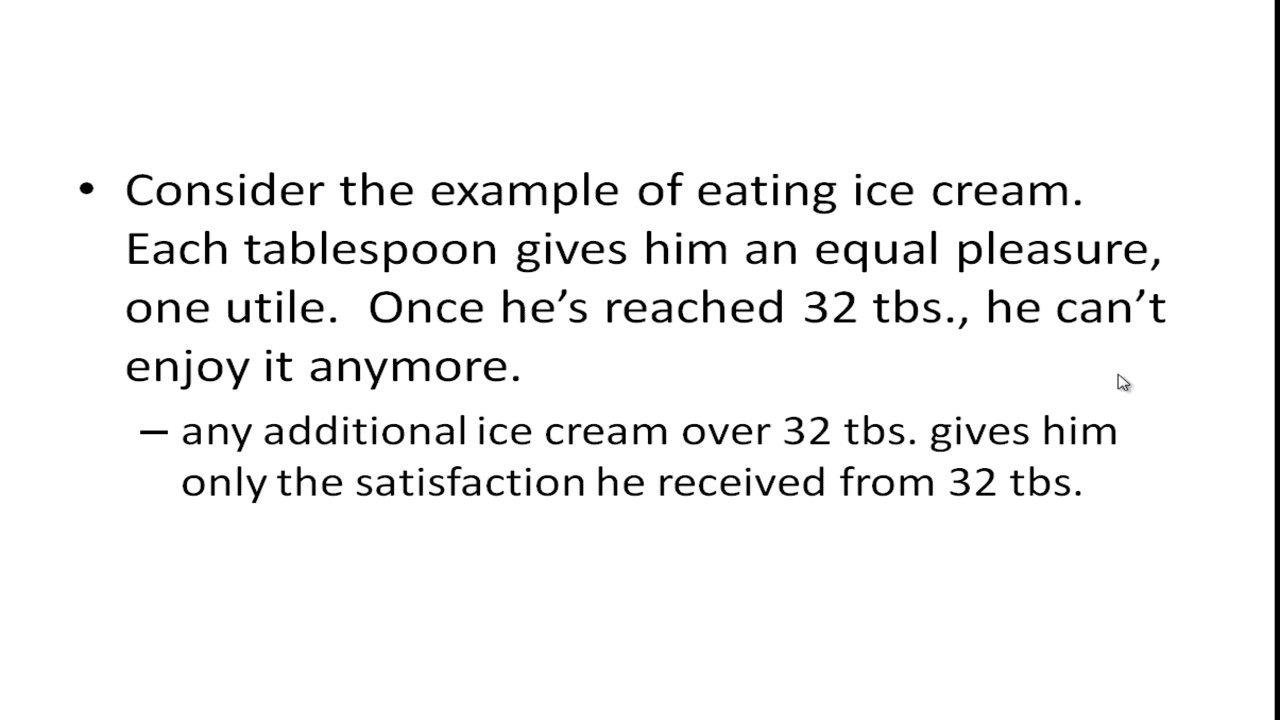 • Consider the example of eating ice cream.
Each tablespoon gives him an equal pleasure,
one utile.  Once he’s reached 32 tbs., he can’t
enjoy it anymore.
– any additional ice cream over 32 tbs. gives him
only the satisfaction he received from 32 tbs.